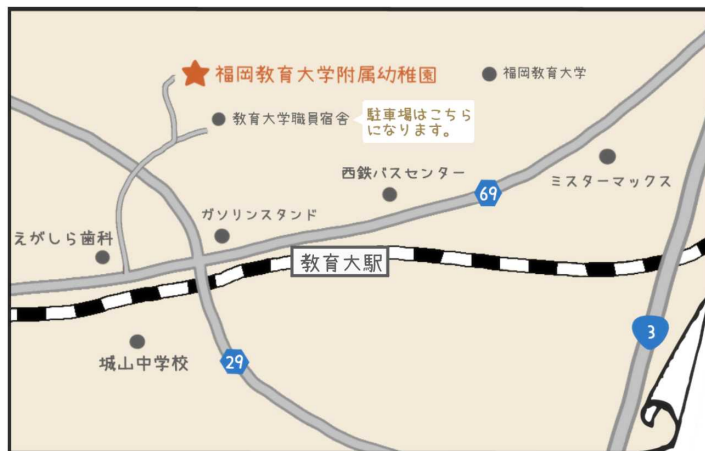 福岡教育大学附属幼稚園
福岡教育大学
教育大学職員宿舎
駐車場はこちら
になります。
西鉄バスセンター
69
ミスターマックス
ガソリンスタンド
えがしら歯科
教育大駅
3
城山中学校
29